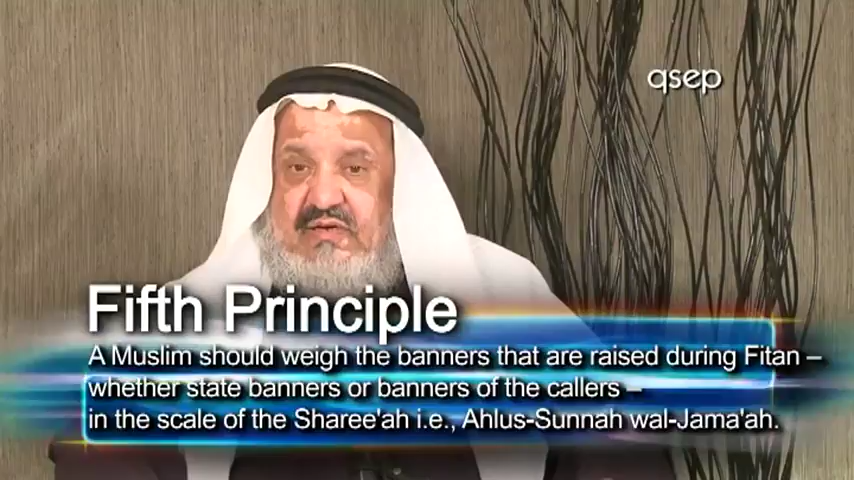 qsep
Fifth Principle
A Muslim should weigh the banners that are raised during Fitan –
whether state banners or banners of the callers –
in the scale of the Sharee'ah i.e., Ahlus-Sunnah wal-Jama'ah.